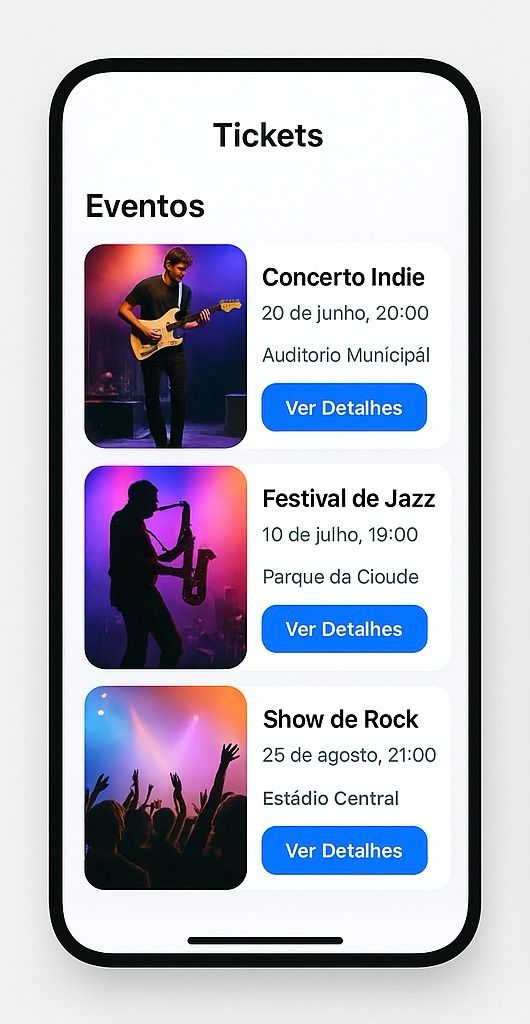 Tickets
Eventos
Concerto Indie
20 de junho, 20:00
Auditorio Munícipál
Ver Detalhes
Festival de Jazz
10 de julho, 19:00
Parque da Cioude
Ver Detalhes
Show de Rock
25 de agosto, 21:00
Estádio Central
Ver Detalhes